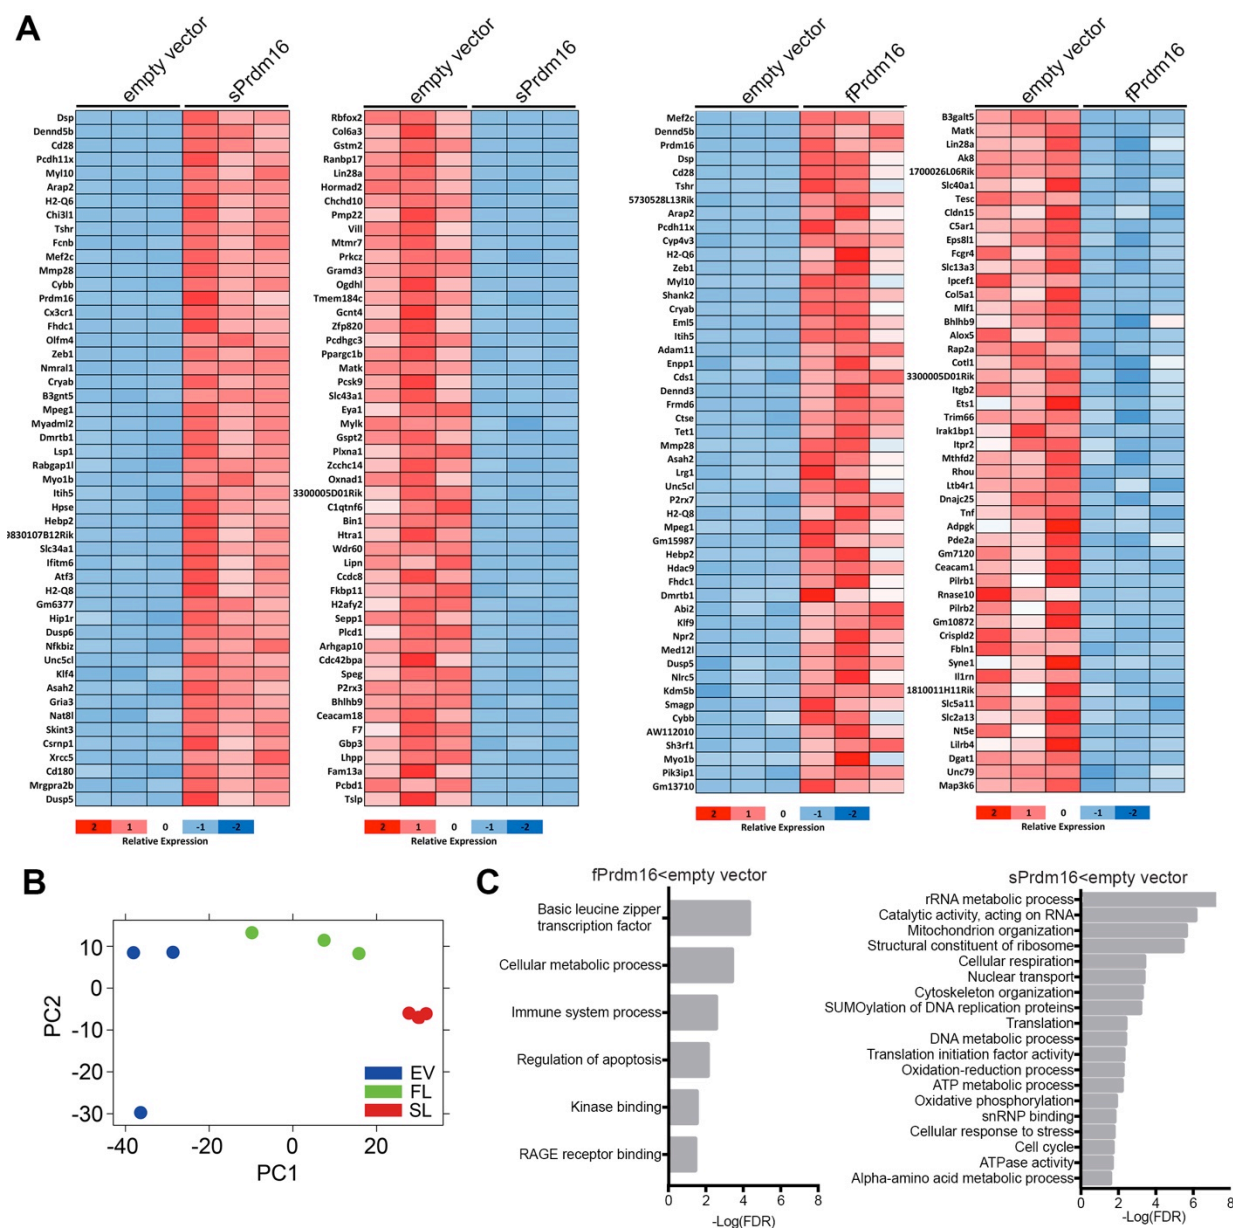 A
empty vector
sPrdm16
empty vector
sPrdm16
empty vector
fPrdm16
empty vector
fPrdm16
Dsp
Dennd5b
Cd28
Pcdh11x
Myl10
Arap2
H2-Q6
Chi3l1
Tshr
Fcnb
Mef2c
Mmp28
Cybb
Prdm16
Cx3cr1
Fhdc1
Olfm4
Zeb1
Nmral1
Cryab
B3gnt5
Mpeg1
Myadml2
Dmrtb1
Lsp1
Rabgap1l
Myo1b
Itih5
Hpse
Hebp2
9830107B12Rik
Slc34a1
Ifitm6
Atf3
H2-Q8
Gm6377
Hip1r
Dusp6
Nfkbiz
Unc5cl
Klf4
Asah2
Gria3
Nat8l
Skint3
Csrnp1
Xrcc5
Cd180
Mrgpra2b
Dusp5
2 1 0 -1 -2
Relative Expression
Rbfox2
Col6a3
Gstm2
Ranbp17
Lin28a
Hormad2
Chchd10
Pmp22
Vill
Mtmr7
Prkcz
Gramd3
Ogdhl
Tmem184c
Gcnt4
Zfp820
Pcdhgc3
Ppargc1b
Matk
Pcsk9
Slc43a1
Eya1
Mylk
Gspt2
Plxna1
Zcchc14
Oxnad1
3300005D01Rik
C1qtnf6
Bin1
Htra1
Wdr60
Lipn
Ccdc8
Fkbp11
H2afy2
Sepp1
Plcd1
Arhgap10
Cdc42bpa
Speg
P2rx3
Bhlhb9
Ceacam18
F7
Gbp3
Lhpp
Fam13a
Pcbd1
Tslp
2 1 0 -1 -2
Relative Expression
Mef2c
Dennd5b
Prdm16
Dsp
Cd28
Tshr
5730528L13Rik
Arap2
Pcdh11x
Cyp4v3
H2-Q6
Zeb1
Myl10
Shank2
Cryab
Eml5
Itih5
Adam11
Enpp1
Cds1
Dennd3
Frmd6
Ctse
Tet1
Mmp28
Asah2
Lrg1
Unc5cl
P2rx7
H2-Q8
Mpeg1
Gm15987
Hebp2
Hdac9
Fhdc1
Dmrtb1
Abi2
Klf9
Npr2
Med12l
Dusp5
Nlrc5
Kdm5b
Smagp
Cybb
AW112010
Sh3rf1
Myo1b
Pik3ip1
Gm13710
2 1 0 -1 -2
Relative Expression
B3galt5
Matk
Lin28a
Ak8
1700026L06Rik
Slc40a1
Tesc
Cldn15
C5ar1
Eps8l1
Fcgr4
Slc13a3
Ipcef1
Col5a1
Mlf1
Bhlhb9
Alox5
Rap2a
Cotl1
3300005D01Rik
Itgb2
Ets1
Trim66
Irak1bp1
Itpr2
Mthfd2
Rhou
Ltb4r1
Dnajc25
Tnf
Adpgk
Pde2a
Gm7120
Ceacam1
Pilrb1
Rnase10
Pilrb2
Gm10872
Crispld2
Fbln1
Syne1
Il1rn
1810011H11Rik
Slc5a11
Slc2a13
Nt5e
Lilrb4
Dgat1
Unc79
Map3k6
2 1 0 -1 -2
Relative Expression
B
PC2
10
0
-10
-20
-30
-40 -20 0 20
PC1
EV
FL
SL
C
fPrdm16<empty vector
Basic leucine zipper
transcription factor
Cellular metabolic process
Immune system process
Regulation of apoptosis
Kinase binding
RAGE receptor binding
0 2 4 6 8
-Log(FDR)
sPrdm16<empty vector
rRNA metabolic process
Catalytic activity, acting on RNA
Mitochondrion organization
Structural constituent of ribosome
Cellular respiration
Nuclear transport
Cytoskeleton organization
SUMOylation of DNA replication proteins
Translation
DNA metabolic process
Translation initiation factor activity
Oxidation-reduction process
ATP metabolic process
Oxidative phosphorylation
snRNP binding
Cellular response to stress
Cell cycle
ATPase activity
Alpha-amino acid metabolic process
0 2 4 6 8
-Log(FDR)